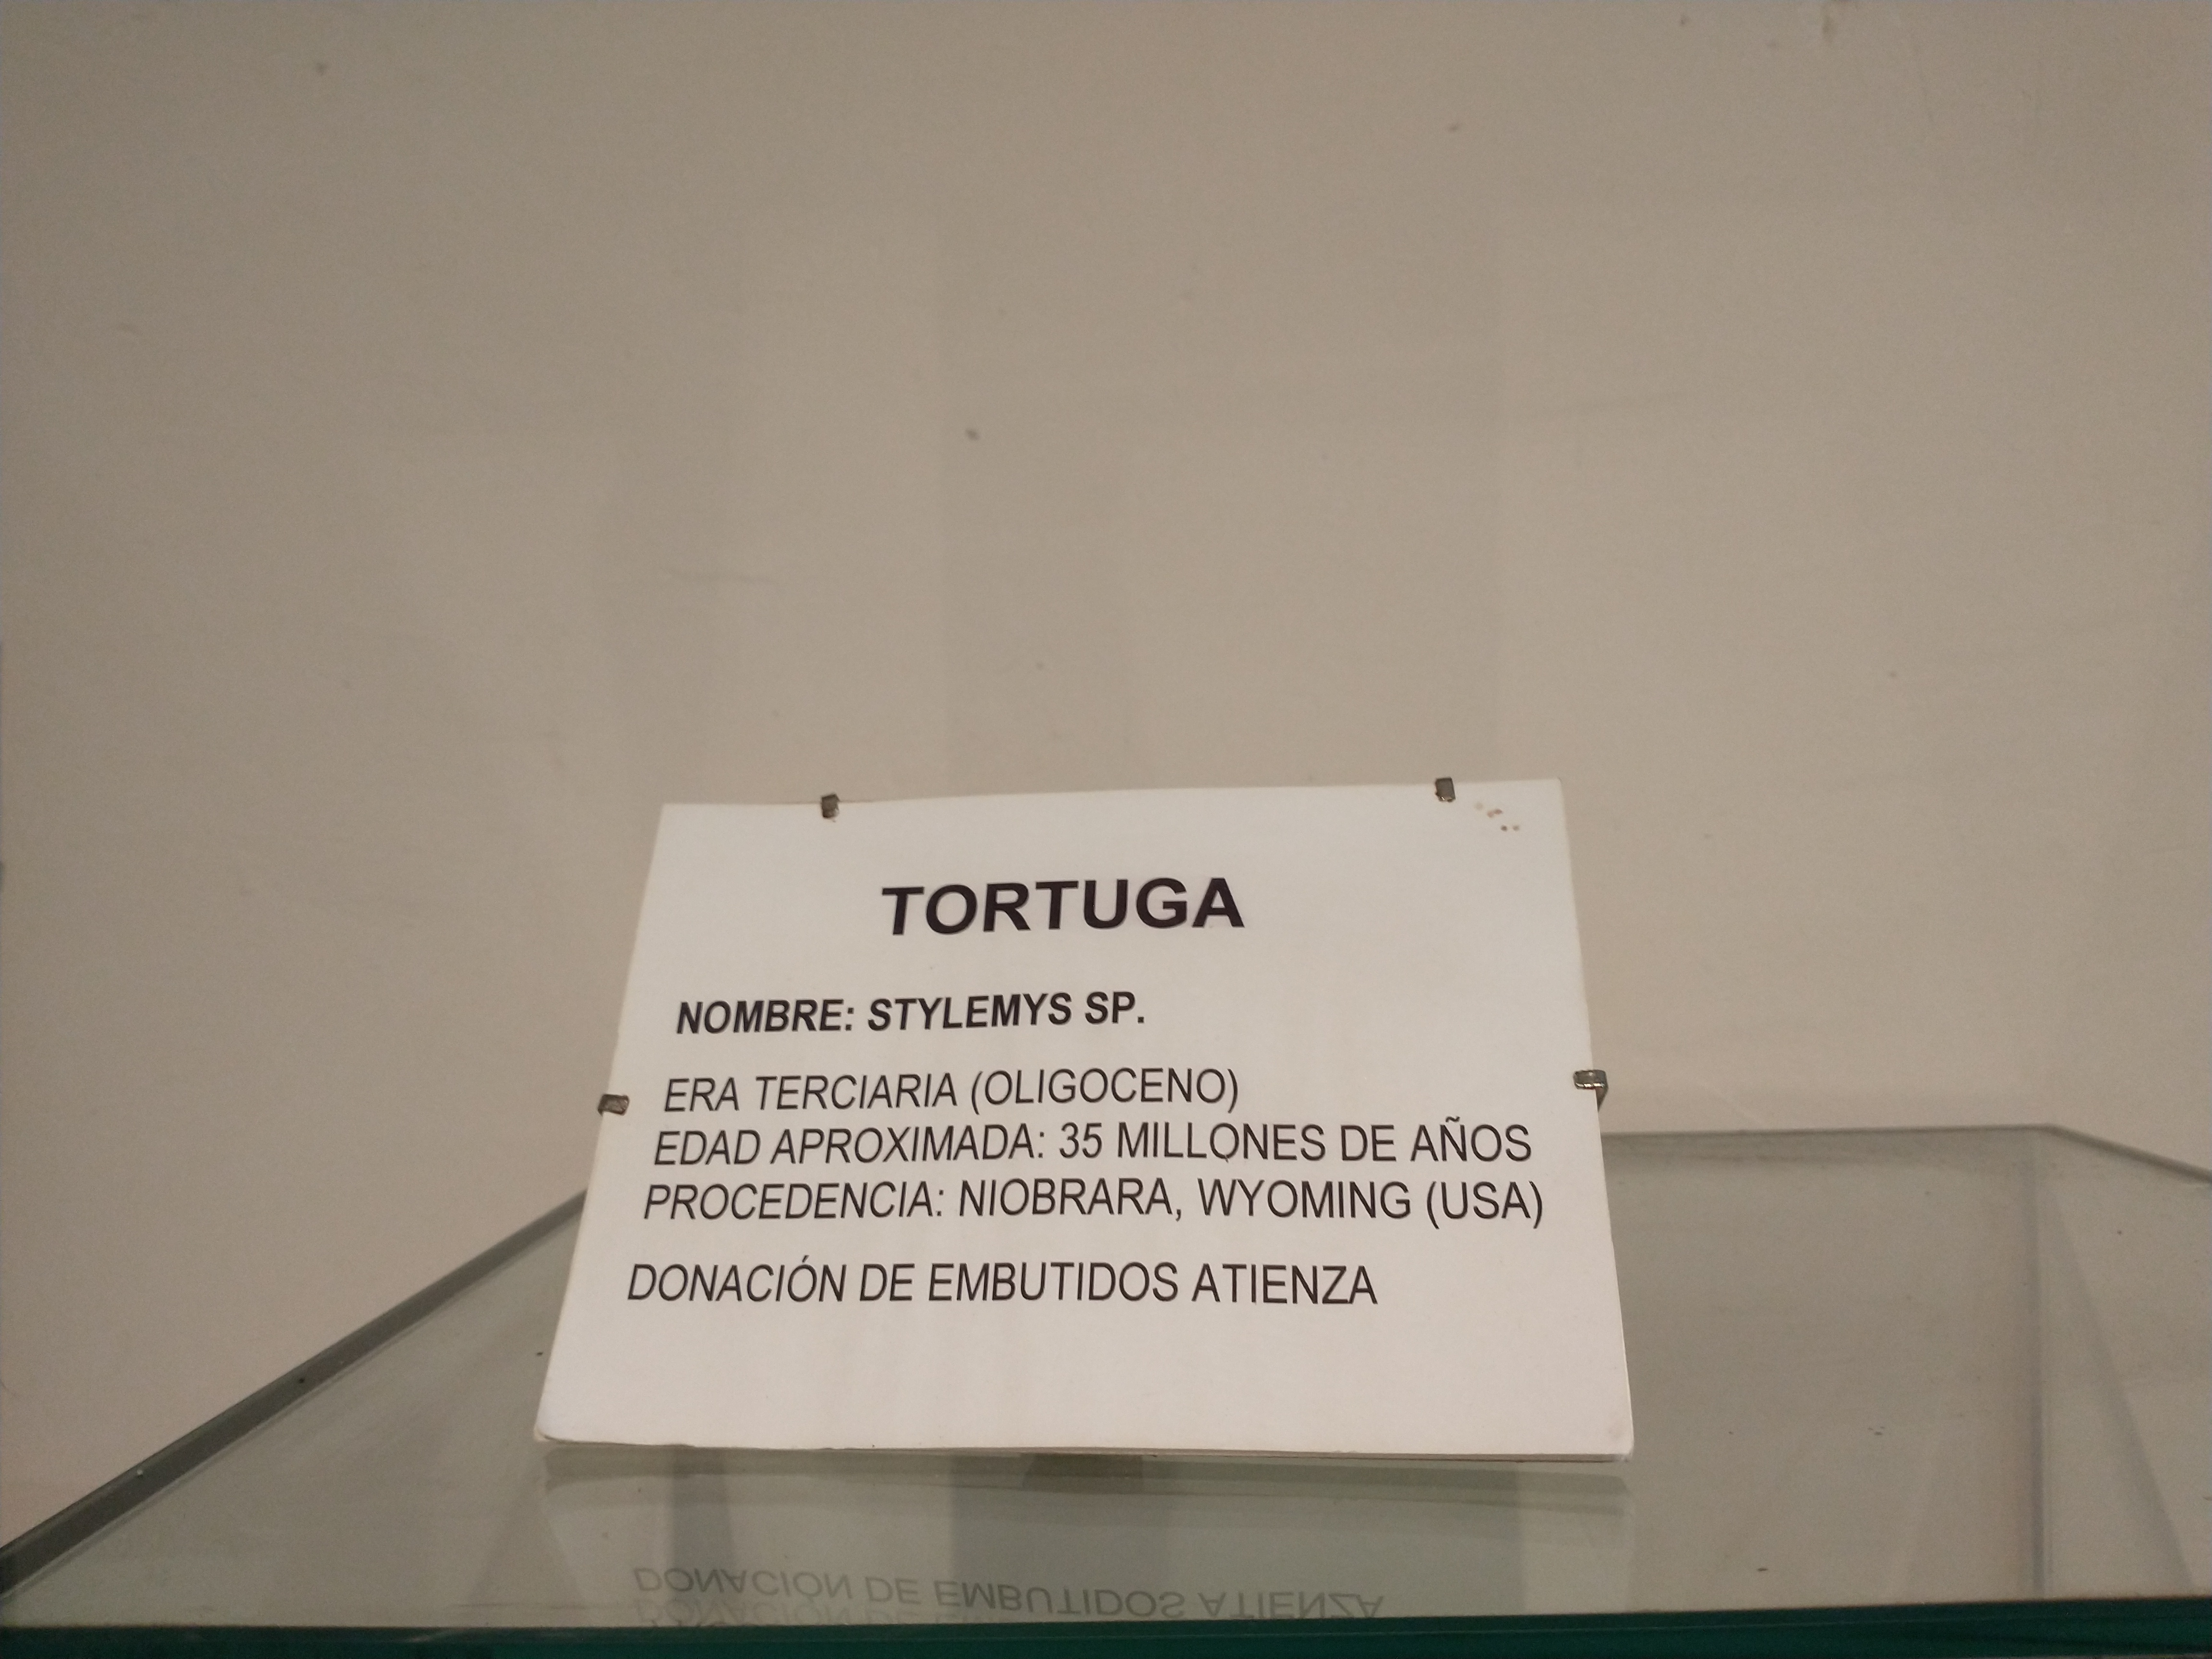 TORTUGA
NOMBRE: STYLEMYS SP.
ERA TERCIARIA (OLIGOCENO)
EDAD APROXIMADA: 35 MILLONES DE AÑOS
PROCEDENCIA: NIOBRARA, WYOMING (USA)
DONACIÓN DE EMBUTIDOS ATIENZA